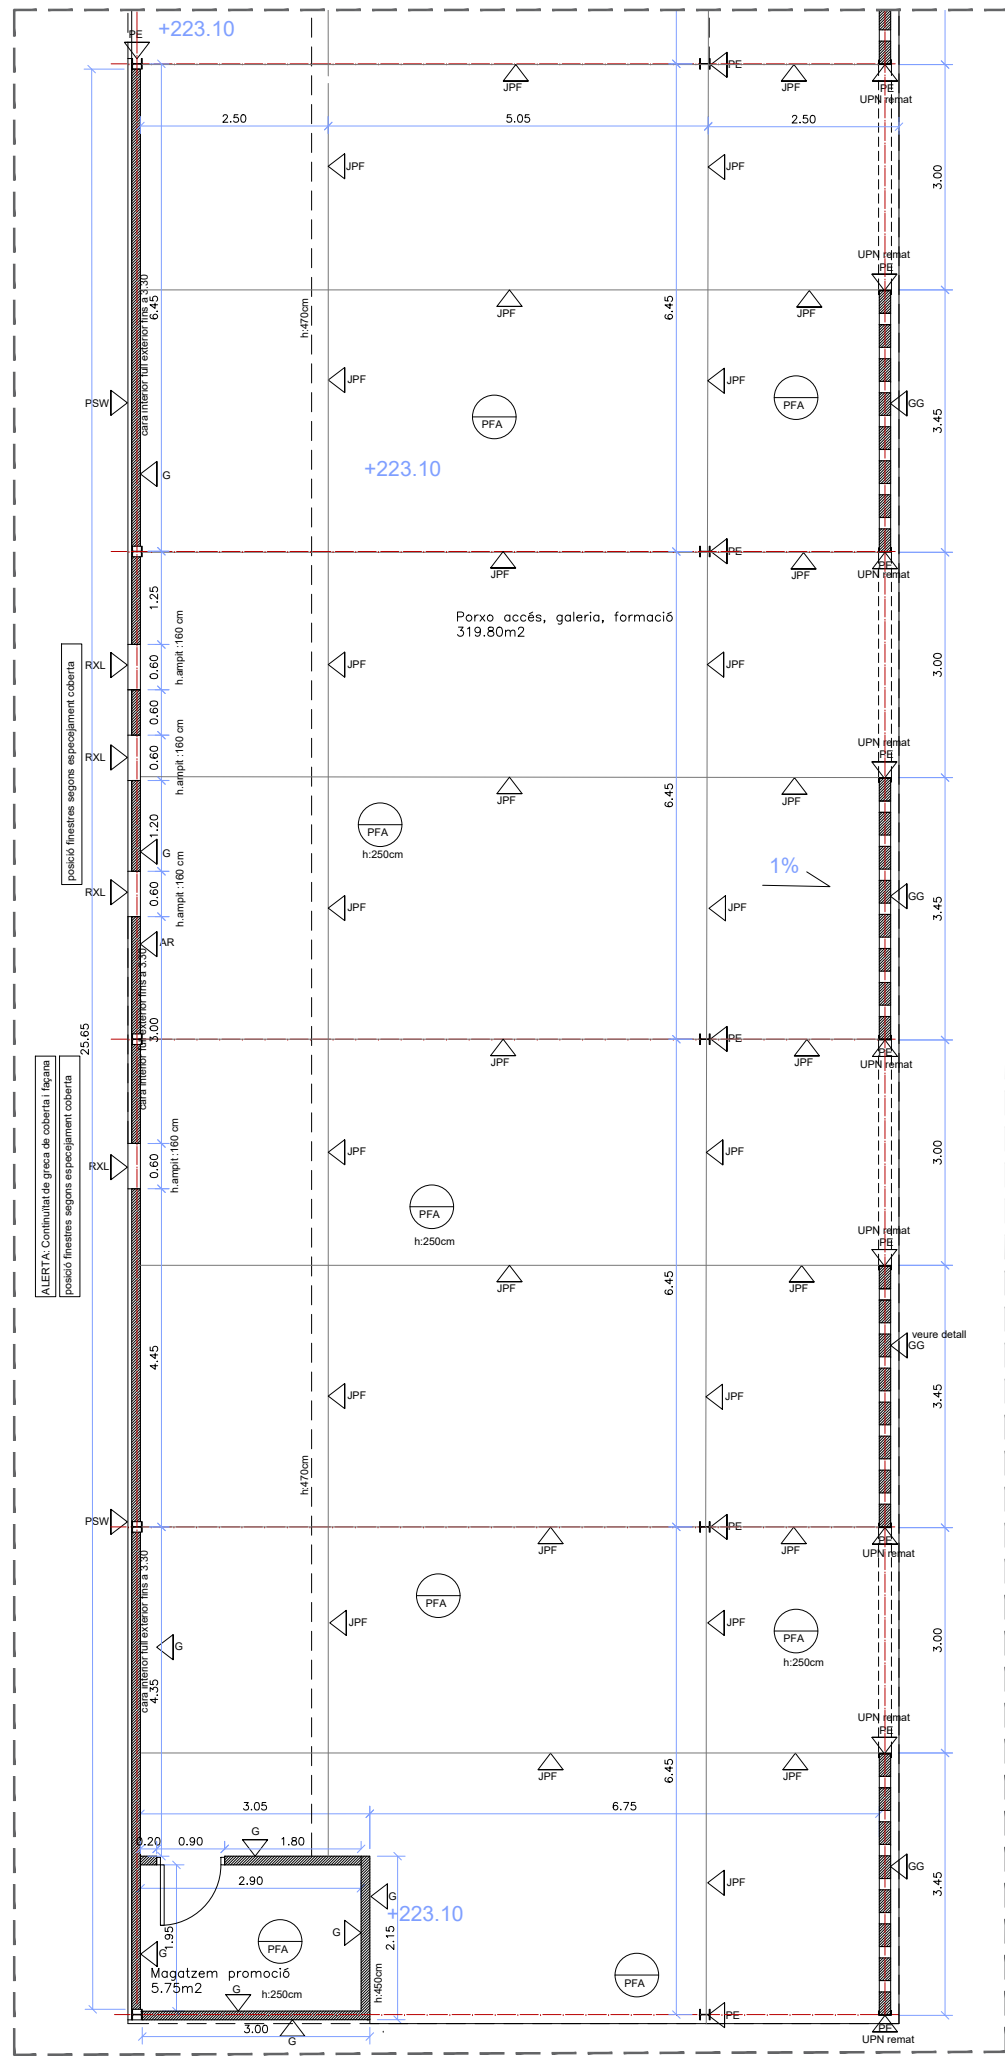 +223.10
PE
PE
JPF
JPF
PE
UPN remat
2.50
5.05
2.50
JPF
JPF
3.00
UPN remat
PE
cara interior full exterior fins a 3.30
6.45
h:470cm
6.45
JPF
JPF
JPF
JPF
PSW
PFA
PFA
GG
3.45
G
+223.10
PE
JPF
JPF
PE
UPN remat
1.25
Porxo accés, galeria, formació
319.80m2
RXL
0.60
h.ampit :160 cm
JPF
JPF
3.00
posició finestres segons especejament coberta
0.60
RXL
0.60
h.ampit :160 cm
UPN remat
PE
JPF
JPF
6.45
1.20
PFA
h:250cm
G
1%
RXL
0.60
h.ampit :160 cm
JPF
JPF
GG
3.45
AR
cara interior full exterior fins a 3.30
3.00
25.65
PE
JPF
JPF
PE
UPN remat
ALERTA: Continuïtat de greca de coberta i façana
posició finestres segons especejament coberta
RXL
0.60
h.ampit :160 cm
JPF
JPF
3.00
PFA
h:250cm
UPN remat
PE
JPF
JPF
6.45
veure detall
GG
4.45
JPF
JPF
3.45
h:470cm
PSW
PE
JPF
JPF
PE
UPN remat
cara interior full exterior fins a 3.30
PFA
JPF
JPF
PFA
h:250cm
3.00
G
4.35
UPN remat
PE
JPF
JPF
6.45
3.05
6.75
0.20
0.90
G
1.80
2.90
G
+223.10
JPF
GG
3.45
1.95
G
G
PFA
2.15
Magatzem promoció
5.75m2
G
h:250cm
h:450cm
PFA
3.00
G
PE
PE
UPN remat